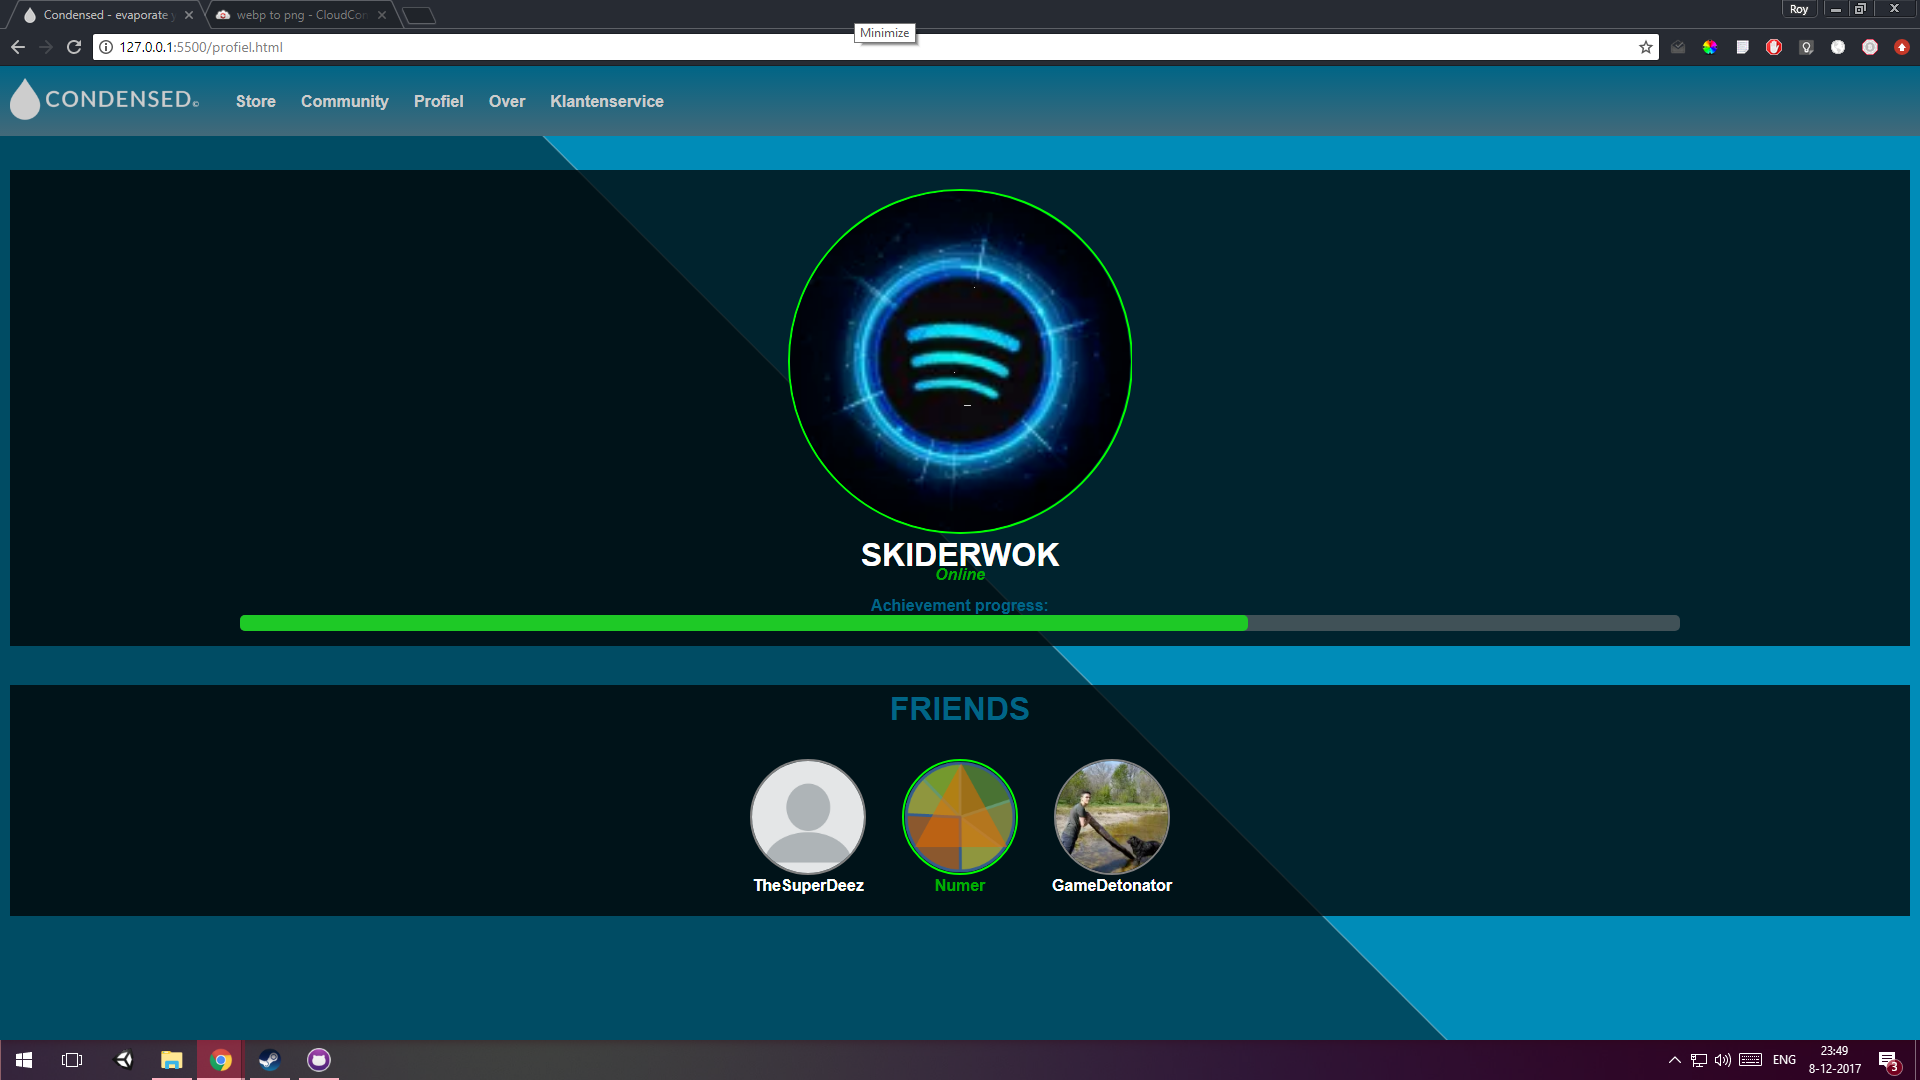 Condensed - evaporate
webp to png - CloudCon
Roy
Minimize
127.0.0.1:5500/profiel.html
CONDENSED©
Store Community Profiel Over Klantenservice
SKIDERWOK
Online
Achievement progress:
FRIENDS
TheSuperDeez Numer GameDetonator
ENG
23:49
8-12-2017
3